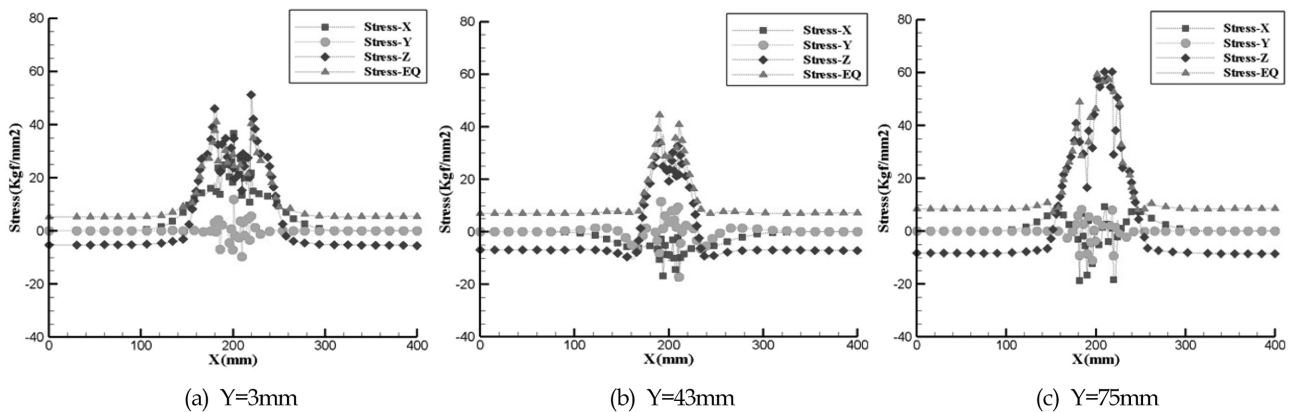 80
60
40
20
0
-20
-40
Stress(Kgf/mm2)
0
100
200
300
400
X(mm)
Stress-X
Stress-Y
Stress-Z
Stress-EQ
(a) Y=3mm
80
60
40
20
0
-20
-40
Stress(Kgf/mm2)
0
100
200
300
400
X(mm)
Stress-X
Stress-Y
Stress-Z
Stress-EQ
(b) Y=43mm
80
60
40
20
0
-20
-40
Stress(Kgf/mm2)
0
100
200
300
400
X(mm)
Stress-X
Stress-Y
Stress-Z
Stress-EQ
(c) Y=75mm